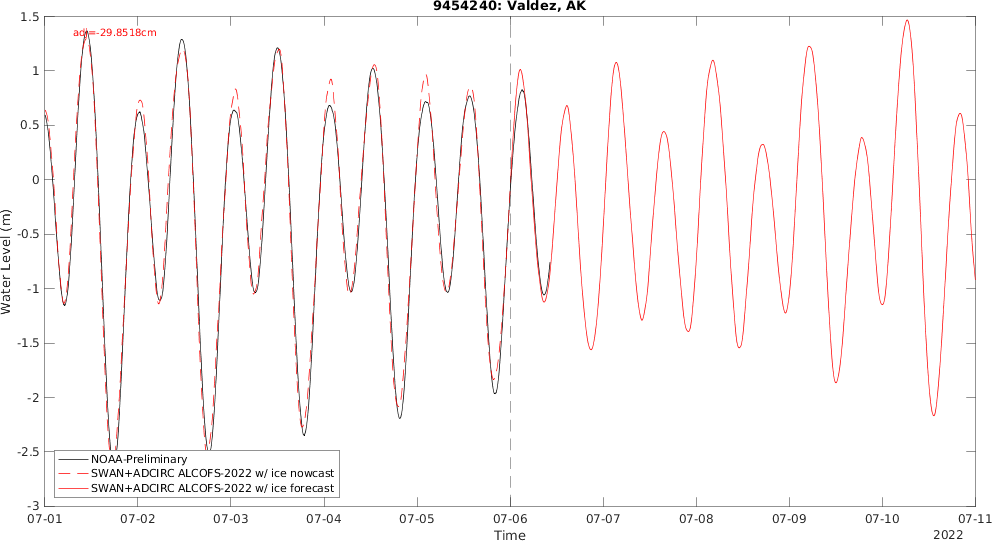 9454240: Valdez, AK
adj=-29.8518cm
1.5
1
0.5
0
-0.5
-1
-1.5
-2
-2.5
-3
Water Level (m)
NOAA-Preliminary
SWAN+ADCIRC ALCOFS-2022 w/ ice nowcast
SWAN+ADCIRC ALCOFS-2022 w/ ice forecast
07-01 07-02 07-03 07-04 07-05 07-06 07-07 07-08 07-09 07-10 07-11
Time
2022